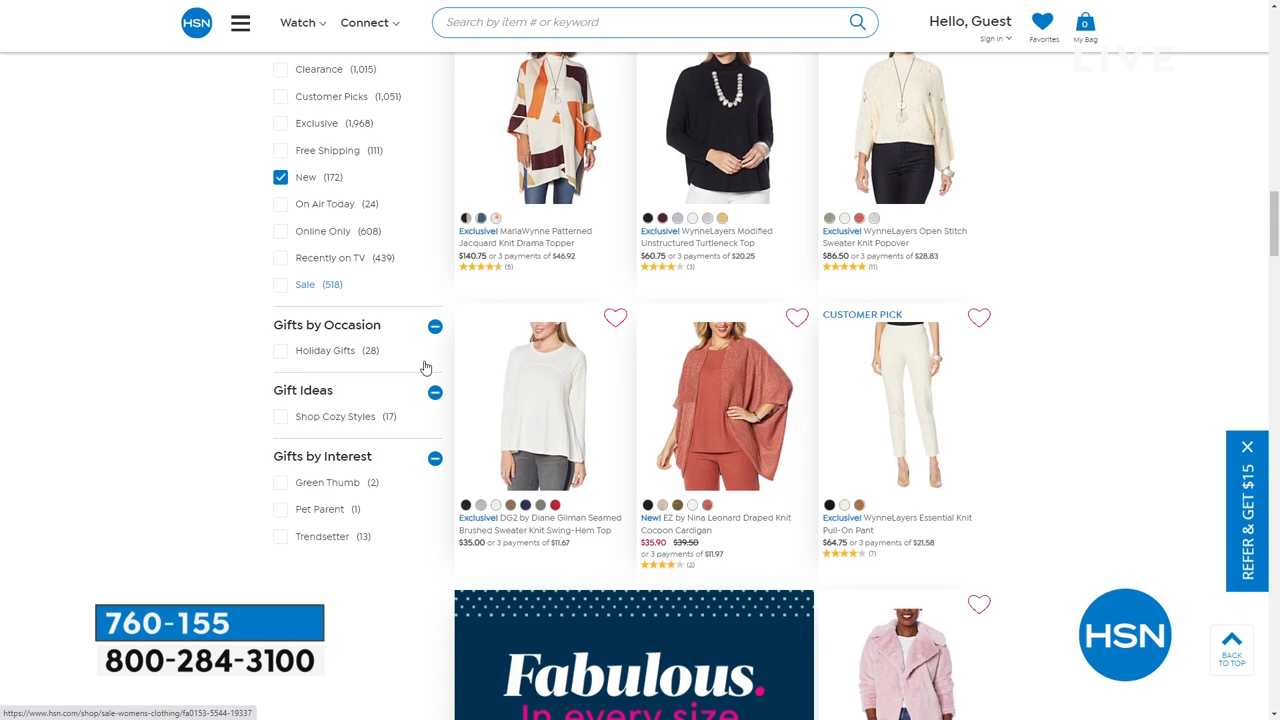 HSN
Watch
Connect
Search by item # or keyword
Hello, Guest
Sign in
Favorites
0
My Bag
LIVE
Clearance (1,015)
Customer Picks (1,051)
Exclusive (1,968)
Free Shipping (111)
New (172)
On Air Today (24)
Online Only (608)
Recently on TV (439)
Sale (518)
Gifts by Occasion
Holiday Gifts (28)
Gift Ideas
Shop Cozy Styles (17)
Gifts by Interest
Green Thumb (2)
Pet Parent (1)
Trendsetter (13)
Exclusive! MarlaWynne Patterned
Jacquard Knit Drama Topper
$140.75 or 3 payments of $46.92
(5)
Exclusive! WynneLayers Modified
Unstructured Turtleneck Top
$60.75 or 3 payments of $20.25
(3)
Exclusive! WynneLayers Open Stitch
Sweater Knit Popover
$86.50 or 3 payments of $28.83
(11)
Exclusive! DG2 by Diane Gilman Seamed
Brushed Sweater Knit Swing-Hem Top
$35.00 or 3 payments of $11.67
New! EZ by Nina Leonard Draped Knit
Cocoon Cardigan
$35.90 $39.50
or 3 payments of $11.97
(2)
CUSTOMER PICK
Exclusive! WynneLayers Essential Knit
Pull-On Pant
$64.75 or 3 payments of $21.58
(7)
Fabulous.
In every size
REFER & GET $15 X
760-155
800-284-3100
HSN
BACK
TO TOP
https://www.hsn.com/shop/sale-womens-clothing/fa0153-5544-19337